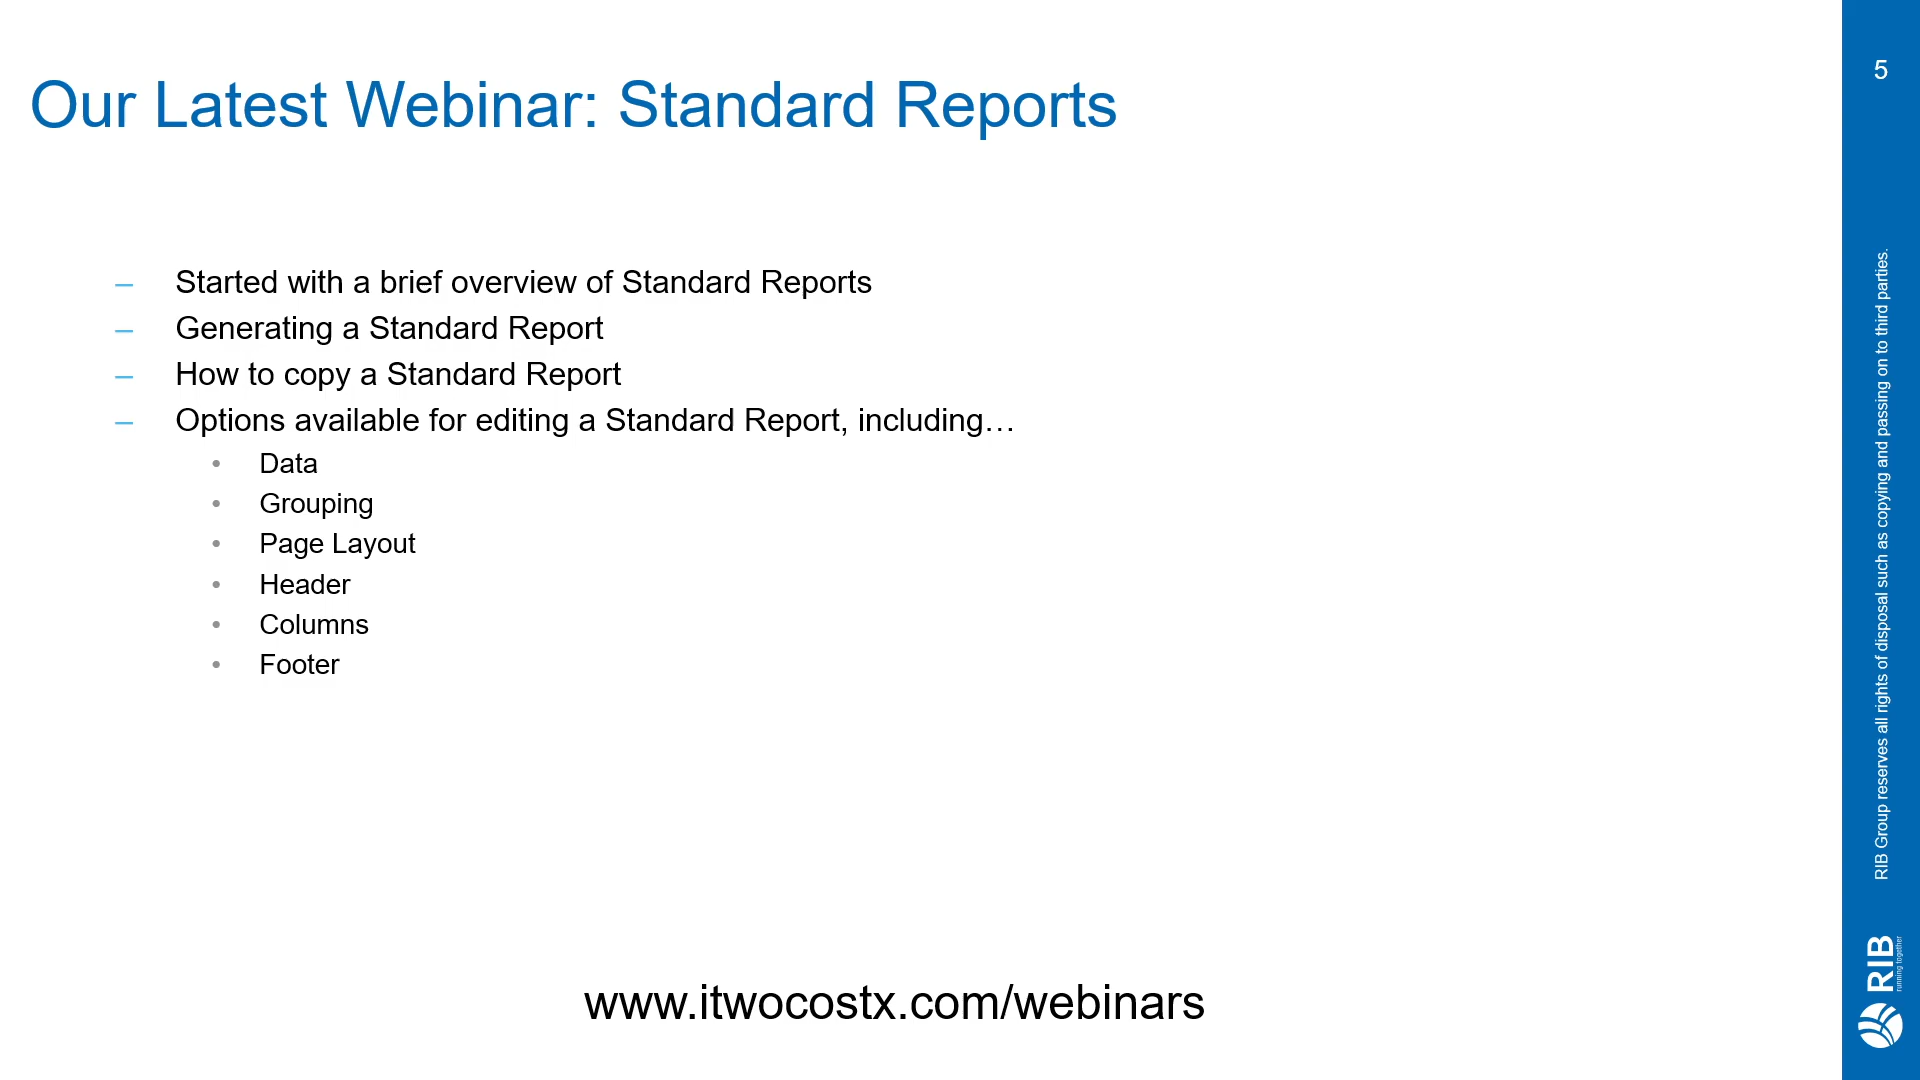 Our Latest Webinar: Standard Reports
– Started with a brief overview of Standard Reports
– Generating a Standard Report
– How to copy a Standard Report
– Options available for editing a Standard Report, including…
• Data
• Grouping
• Page Layout
• Header
• Columns
• Footer
www.itwocostx.com/webinars
5
RIB Group reserves all rights of disposal such as copying and passing on to third parties.
RIB
running together